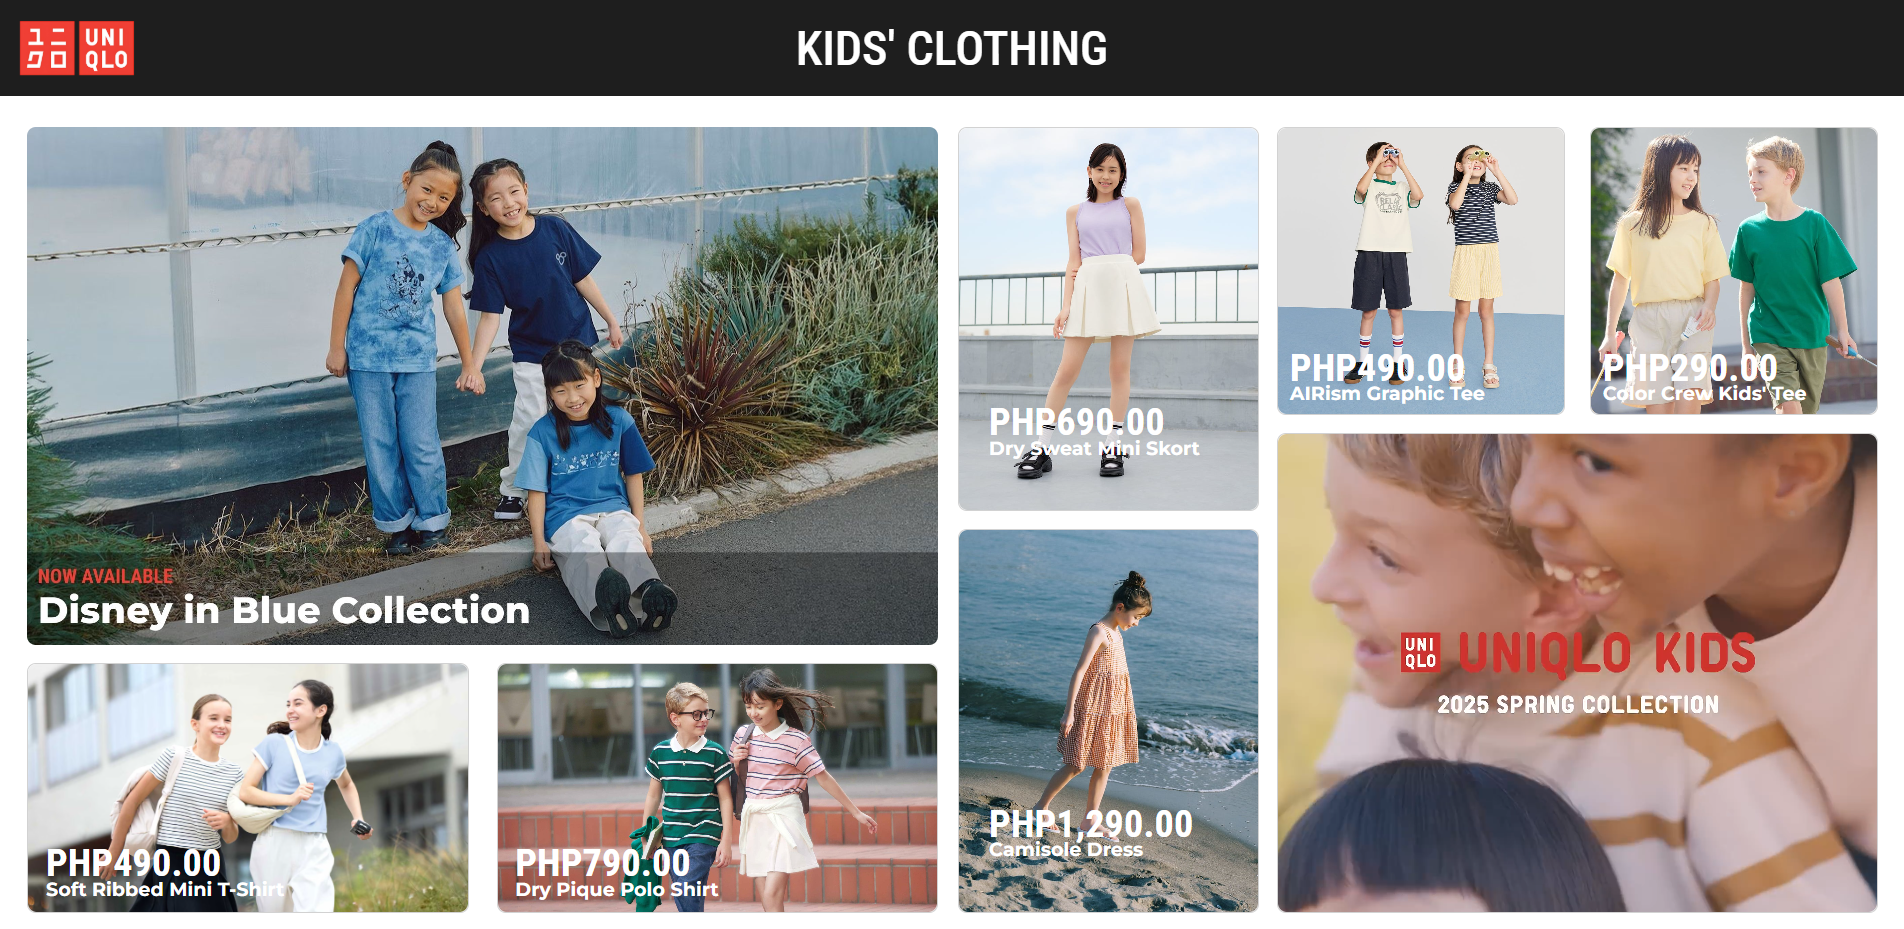 ユニ
クロ
UNI
QLO
KIDS' CLOTHING
NOW AVAILABLE
Disney in Blue Collection
PHP690.00
Dry Sweat Mini Skort
PHP490.00
AIRism Graphic Tee
PHP290.00
Color Crew Kids' Tee
PHP490.00
Soft Ribbed Mini T-Shirt
PHP790.00
Dry Pique Polo Shirt
PHP1,290.00
Camisole Dress
UNI
QLO
UNIQLO KIDS
2025 SPRING COLLECTION